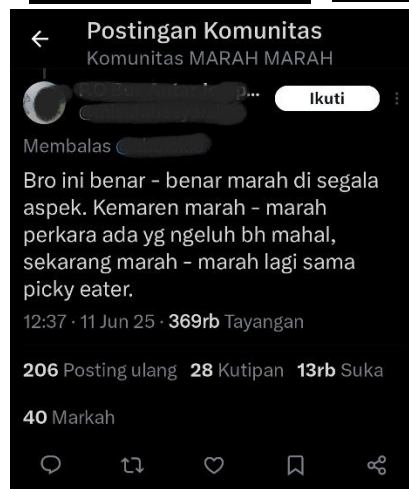 Postingan Komunitas
Komunitas MARAH MARAH
Ikuti
Membalas
Bro ini benar - benar marah di segala
aspek. Kemaren marah - marah
perkara ada yg ngeluh bh mahal,
sekarang marah - marah lagi sama
picky eater.
12:37 · 11 Jun 25 · 369rb Tayangan
206 Posting ulang 28 Kutipan 13rb Suka
40 Markah